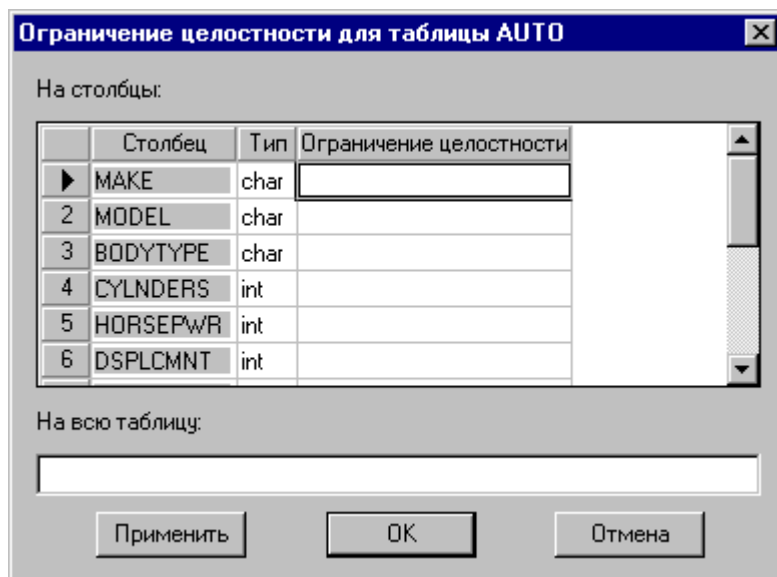 Ограничение целостности для таблицы AUTO
На столбцы:
Столбец Тип Ограничение целостности
MAKE char
2 MODEL char
3 BODYTYPE char
4 CYLNDERS int
5 HORSEPWR int
6 DSPLCMNT int
На всю таблицу:
Применить OK Отмена